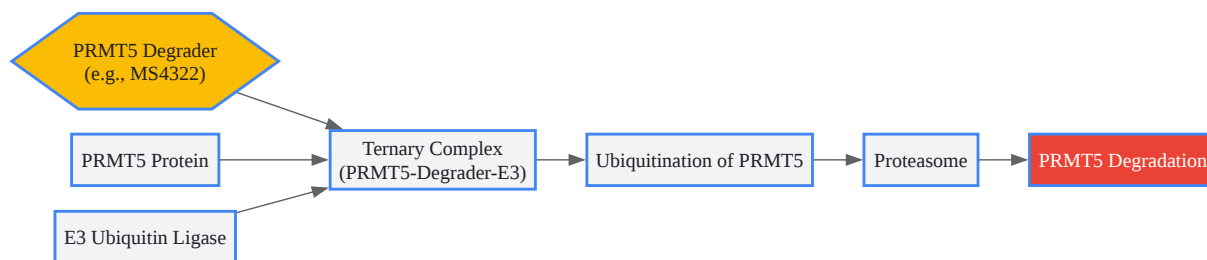 PRMT5 Degrader
(e.g., MS4322)
PRMT5 Protein
E3 Ubiquitin Ligase
Ternary Complex
(PRMT5-Degrader-E3)
Ubiquitination of PRMT5
Proteasome
PRMT5 Degradation